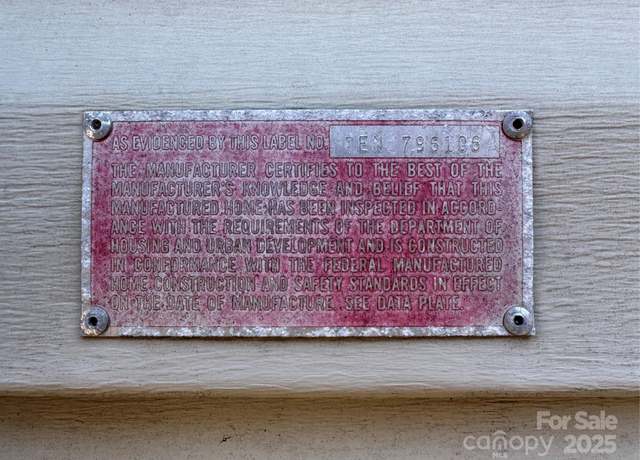 AS EVIDENCED BY THIS LABEL NO. 796106
THE MANUFACTURER CERTIFIES TO THE BEST OF THE
MANUFACTURER'S KNOWLEDGE AND BELIEF THAT THIS
MANUFACTURED HOME HAS BEEN INSPECTED IN ACCORD
ANCE WITH THE REQUIREMENTS OF THE DEPARTMENT OF
HOUSING AND URBAN DEVELOPMENT AND IS CONSTRUCTED
IN CONFORMANCE WITH THE FEDERAL MANUFACTURED
HOME CONSTRUCTION AND SAFETY STANDARDS IN EFFECT
ON THE DATE OF MANUFACTURE. SEE DATA PLATE.
For Sale
canopy 2025
MLS